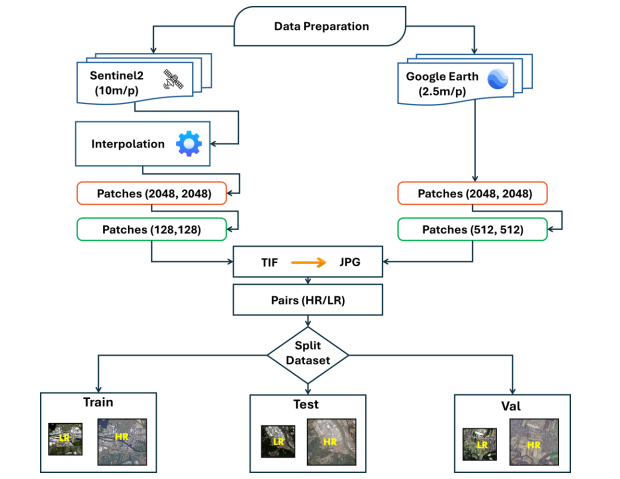 Data Preparation
Sentinel2
(10m/p)
Google Earth
(2.5m/p)
Interpolation
Patches (2048, 2048)
Patches (2048, 2048)
Patches (128,128)
Patches (512, 512)
TIF JPG
Pairs (HR/LR)
Split
Dataset
Train
LR HR
Test
LR HR
Val
LR HR